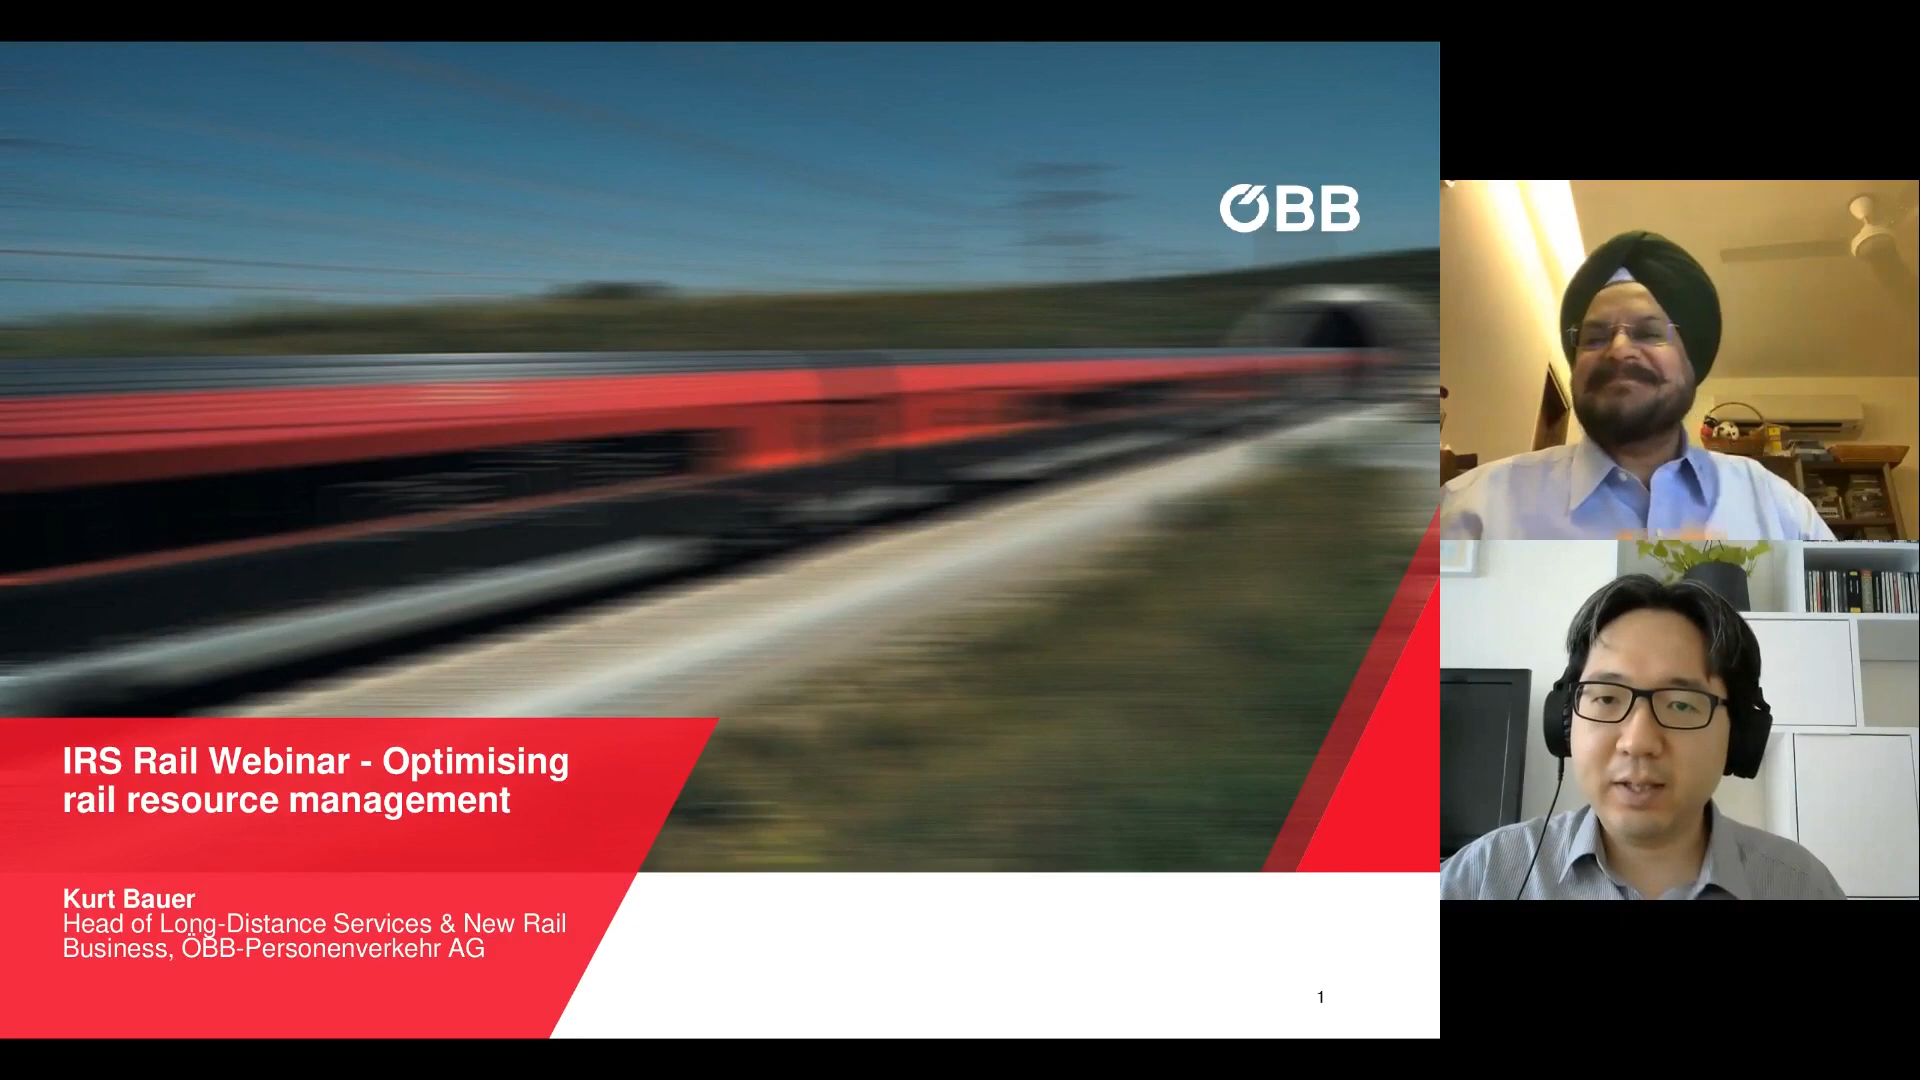 ÖBB
IRS Rail Webinar - Optimising
rail resource management
Kurt Bauer
Head of Long-Distance Services & New Rail
Business, ÖBB-Personenverkehr AG
1